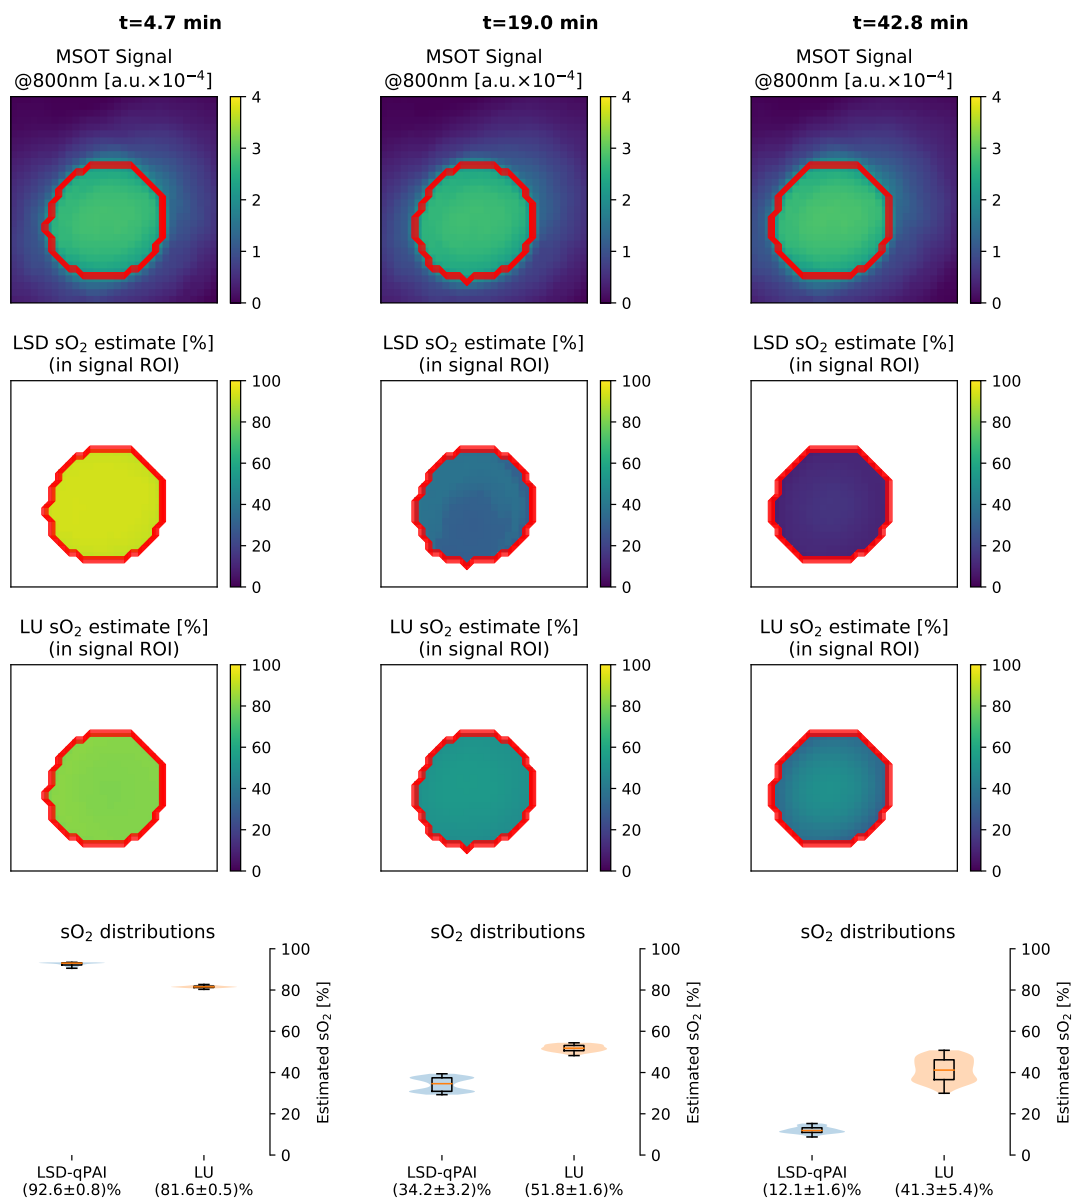 t=4.7 min
t=19.0 min
t=42.8 min
MSOT Signal
@800nm [a.u.×10⁻⁴]
4
3
2
1
0
MSOT Signal
@800nm [a.u.×10⁻⁴]
4
3
2
1
0
MSOT Signal
@800nm [a.u.×10⁻⁴]
4
3
2
1
0
LSD sO₂ estimate [%]
(in signal ROI)
100
80
60
40
20
0
LSD sO₂ estimate [%]
(in signal ROI)
100
80
60
40
20
0
LSD sO₂ estimate [%]
(in signal ROI)
100
80
60
40
20
0
LU sO₂ estimate [%]
(in signal ROI)
100
80
60
40
20
0
LU sO₂ estimate [%]
(in signal ROI)
100
80
60
40
20
0
LU sO₂ estimate [%]
(in signal ROI)
100
80
60
40
20
0
sO₂ distributions
100
80
60
40
20
0
Estimated sO₂ [%]
LSD-qPAI
(92.6±0.8)%
LU
(81.6±0.5)%
sO₂ distributions
100
80
60
40
20
0
Estimated sO₂ [%]
LSD-qPAI
(34.2±3.2)%
LU
(51.8±1.6)%
sO₂ distributions
100
80
60
40
20
0
Estimated sO₂ [%]
LSD-qPAI
(12.1±1.6)%
LU
(41.3±5.4)%